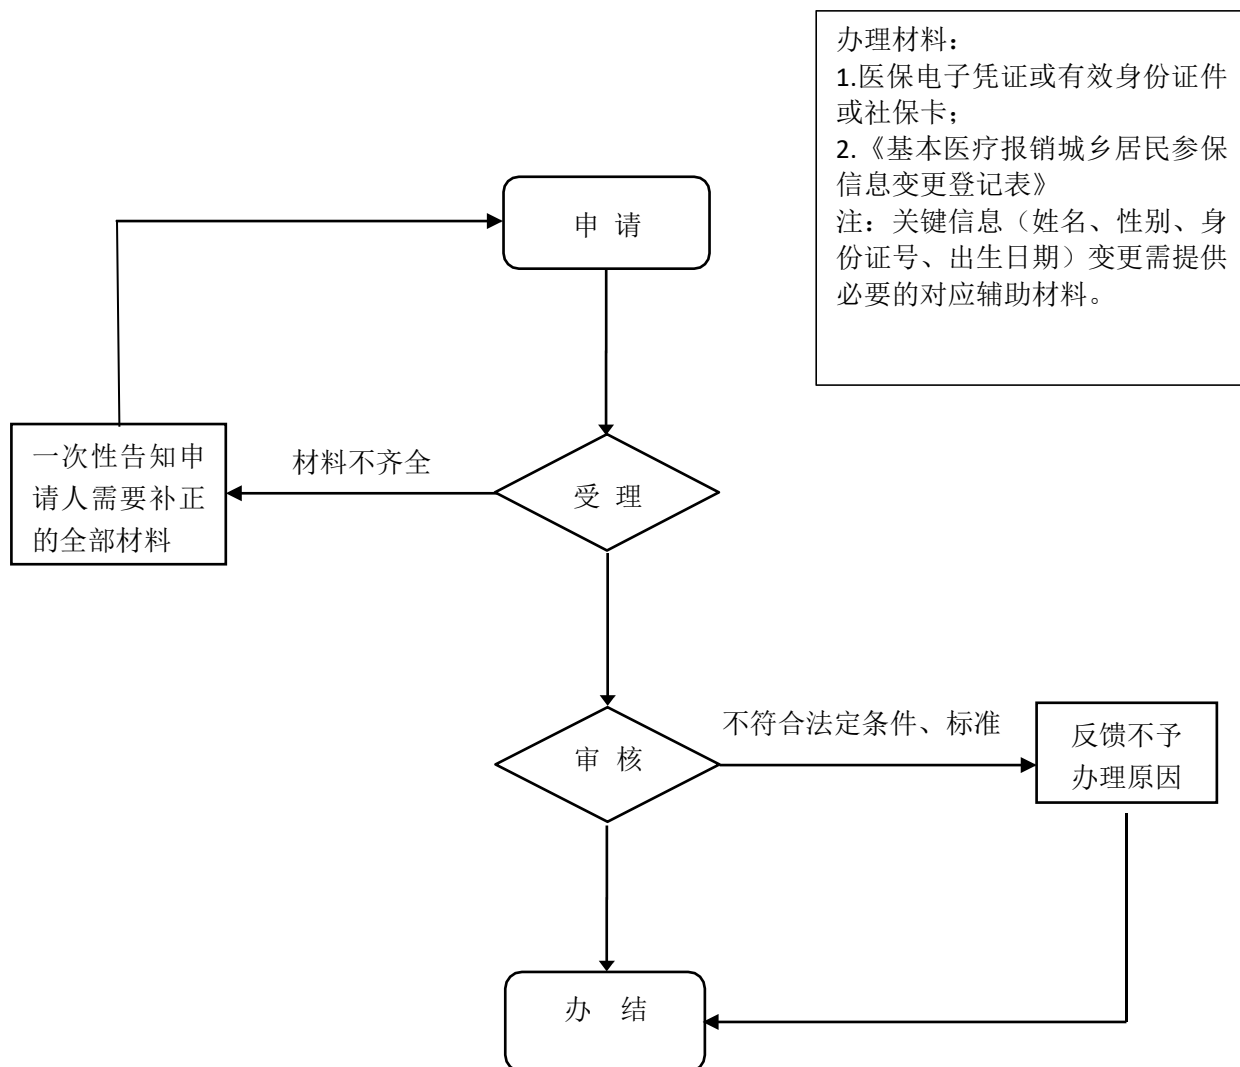 办理材料：
1.医保电子凭证或有效身份证件
或社保卡；
2.《基本医疗报销城乡居民参保
信息变更登记表》
注：关键信息（姓名、性别、身
份证号、出生日期）变更需提供
必要的对应辅助材料。
申 请
一次性告知申
请人需要补正
的全部材料
材料不齐全
受 理
不符合法定条件、标准
审 核
反馈不予
办理原因
办 结